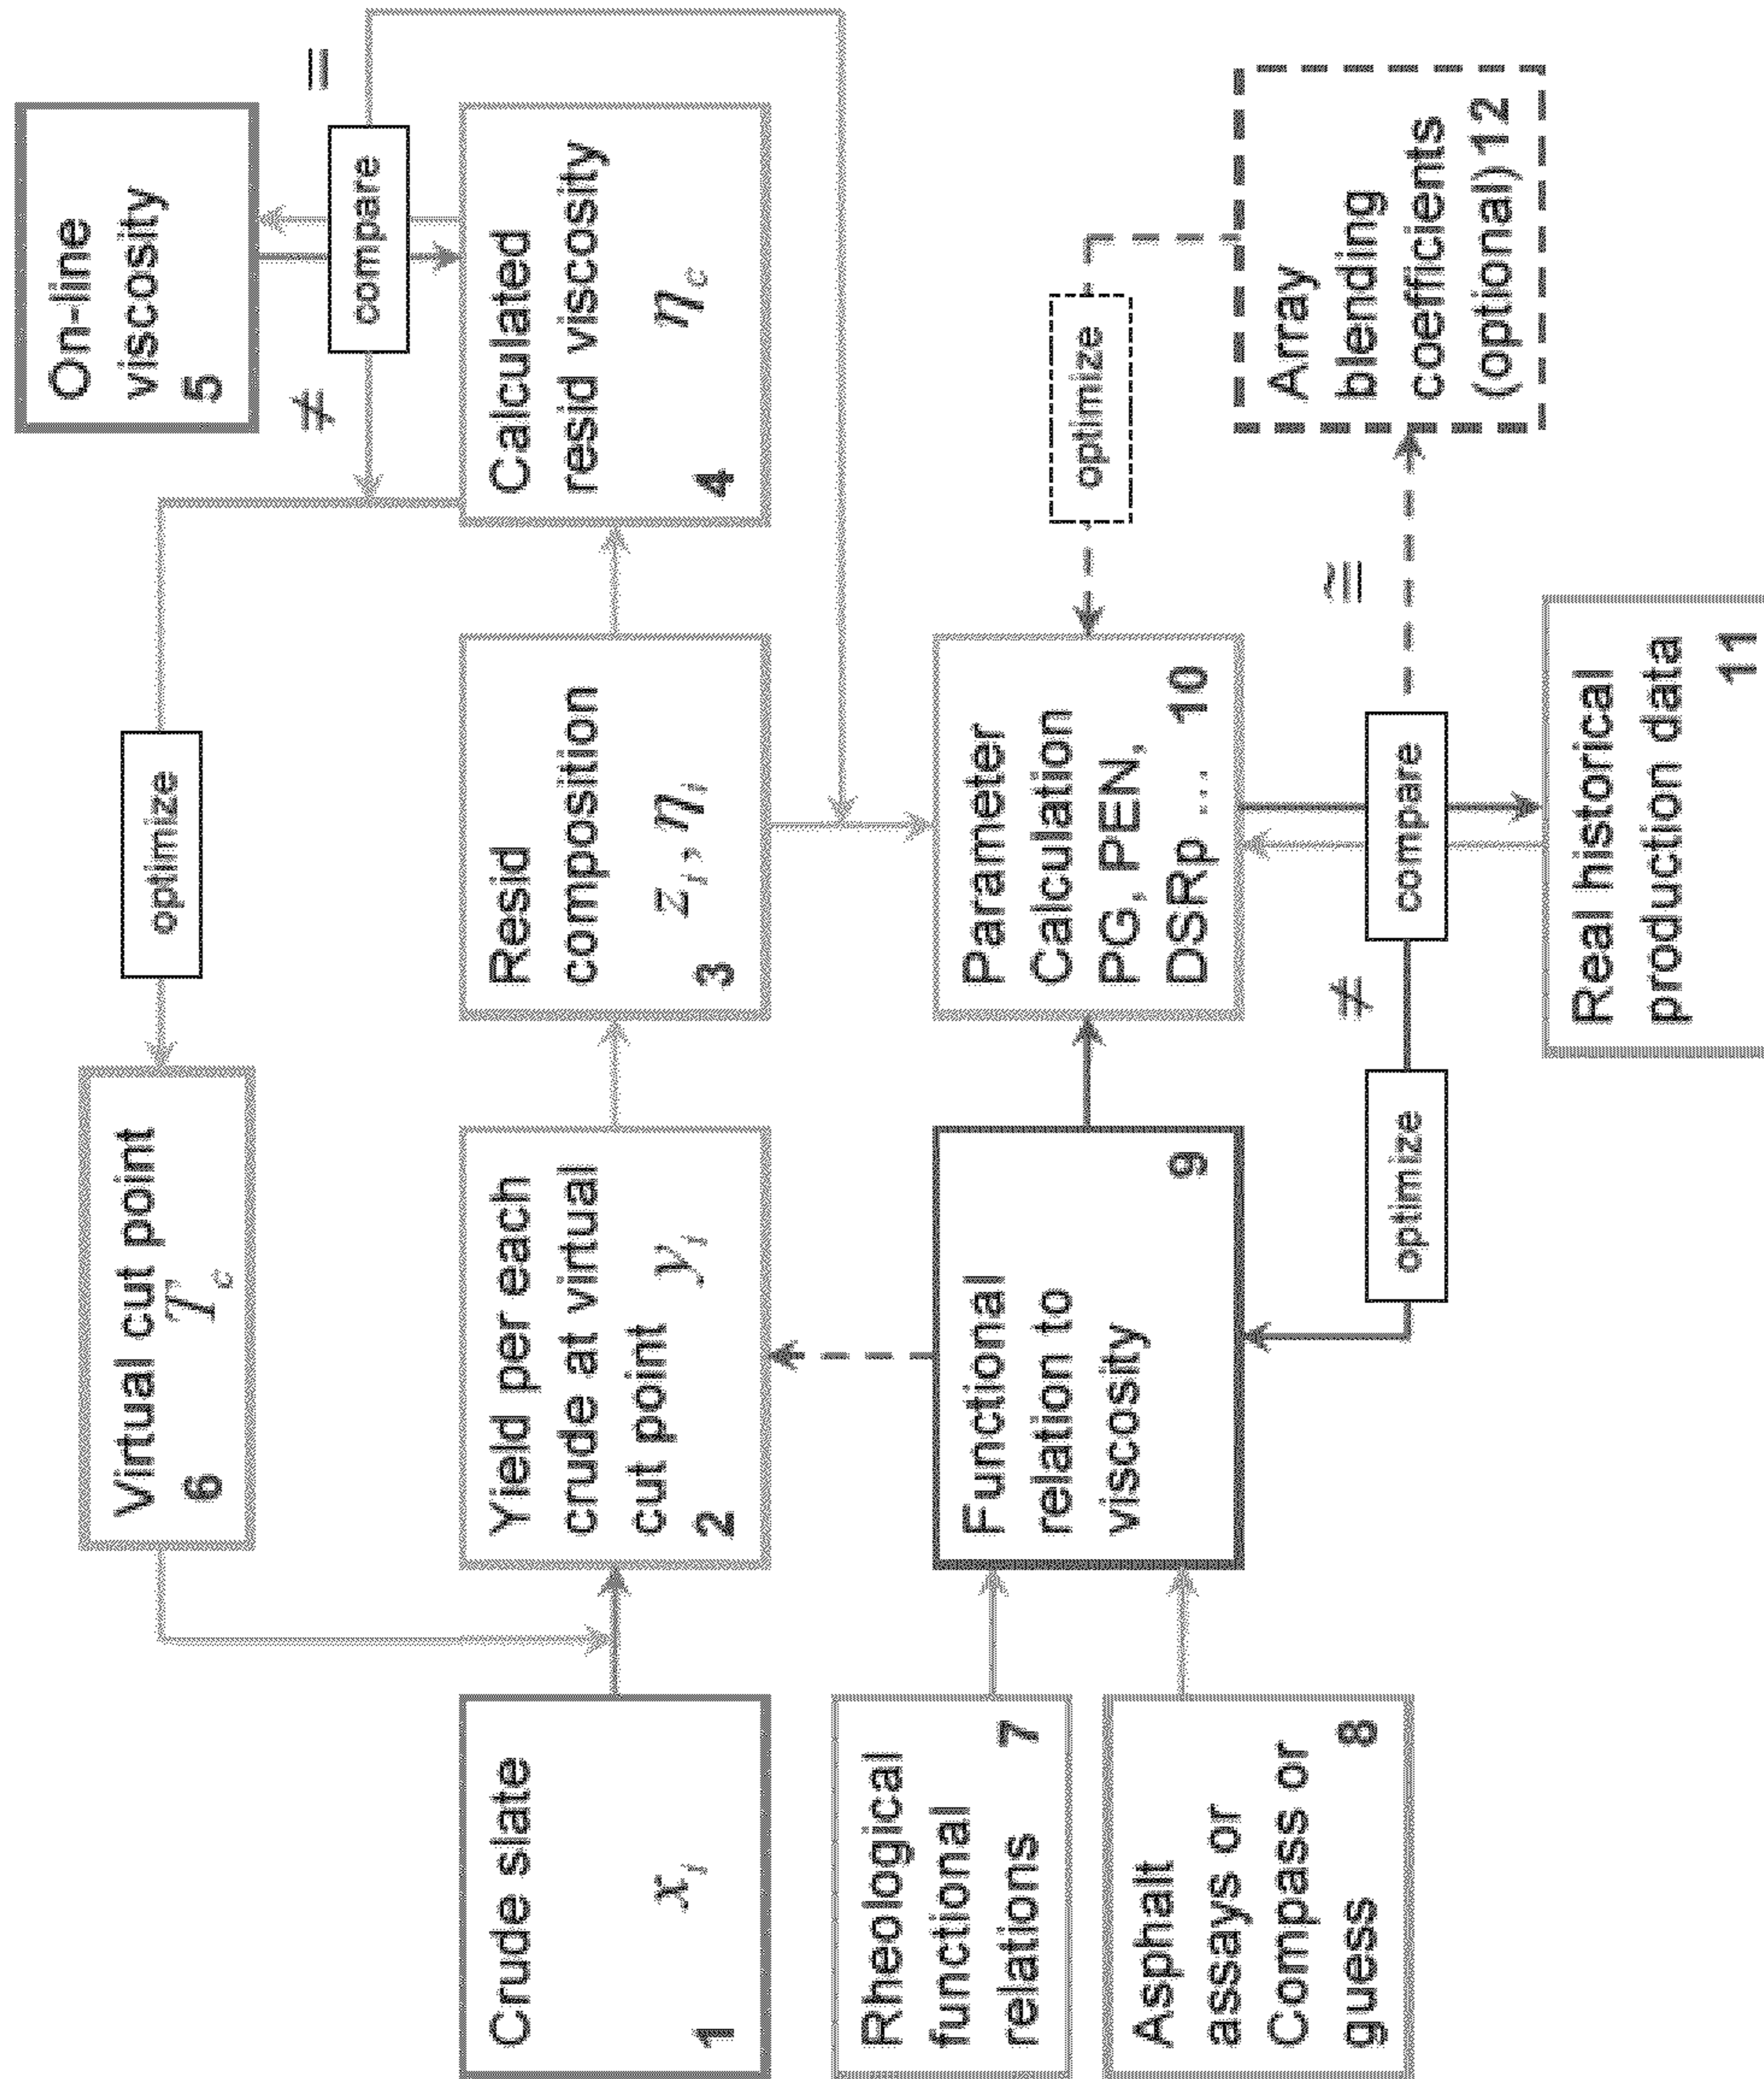 Crude slate
x_i
1
Yield per each
crude at virtual
cut point y_i
2
Resid
composition
z_i, η_i
3
Calculated
resid viscosity
η_c
4
On-line
viscosity
5
compare
≠
=
optimize
Virtual cut point
T_c
6
Rheological
functional
relations 7
Asphalt
assays or
Compass or
guess 8
Functional
relation to
viscosity
9
Parameter
Calculation
PG, PEN,
DSRp ... 10
optimize
compare
≠
≅
optimize
Real historical
production data
11
Array
blending
coefficients
(optional) 12